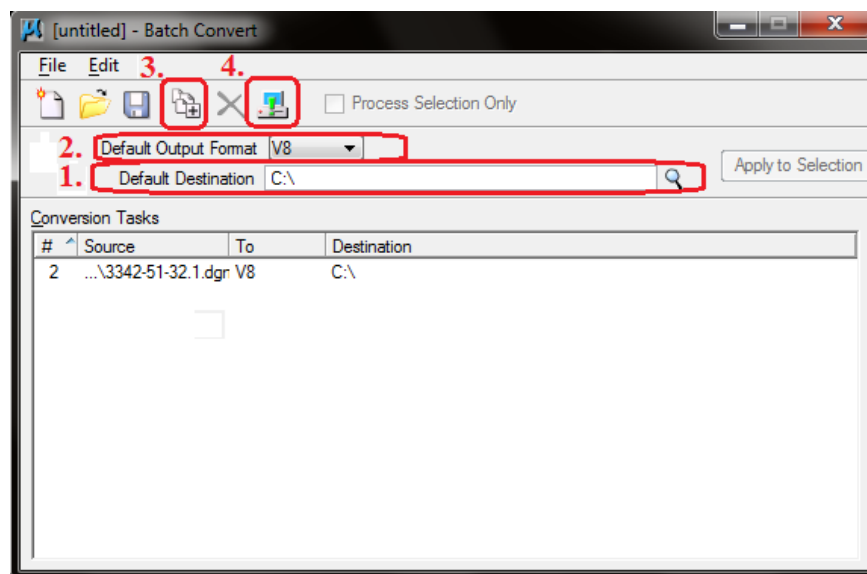 [untitled] - Batch Convert
File Edit 3. 4.
Process Selection Only
2. Default Output Format V8
1. Default Destination C:\
Apply to Selection
Conversion Tasks
# Source To Destination
2 ...\3342-51-32.1.dgn V8 C:\